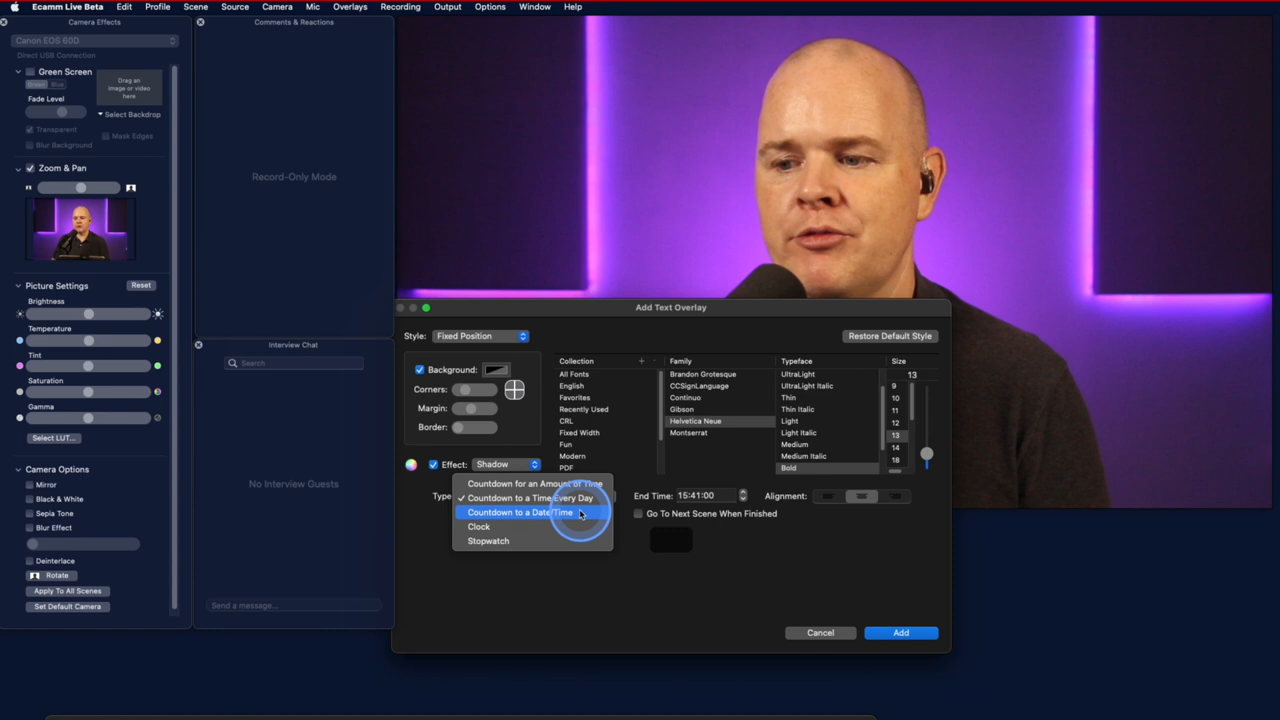 Ecamm Live Beta Edit Profile Scene Source Camera Mic Overlays Recording Output Options Window Help
Camera Effects
Canon EOS 60D
Direct USB Connection
Green Screen
Green Blue
Drag an
image or video
here
Fade Level
Select Backdrop
Transparent
Mask Edges
Blur Background
Zoom & Pan
Picture Settings
Reset
Brightness
Temperature
Tint
Saturation
Gamma
Select LUT...
Camera Options
Mirror
Black & White
Sepia Tone
Blur Effect
Deinterlace
Rotate
Apply To All Scenes
Set Default Camera
Comments & Reactions
Record-Only Mode
Interview Chat
Search
No Interview Guests
Send a message...
Add Text Overlay
Style: Fixed Position
Restore Default Style
Background:
Corners:
Margin:
Border:
Collection + -
All Fonts
English
Favorites
Recently Used
CRL
Fixed Width
Fun
Modern
PDF
Family
Brandon Grotesque
CCSignLanguage
Continuo
Gibson
Helvetica Neue
Montserrat
Typeface
UltraLight
UltraLight Italic
Thin
Thin Italic
Light
Light Italic
Medium
Medium Italic
Bold
Size
13
9
10
11
12
13
14
18
Effect: Shadow
Type
Countdown for an Amount of Time
✓ Countdown to a Time Every Day
Countdown to a Date/Time
Clock
Stopwatch
End Time: 15:41:00
Alignment:
Go To Next Scene When Finished
Cancel
Add